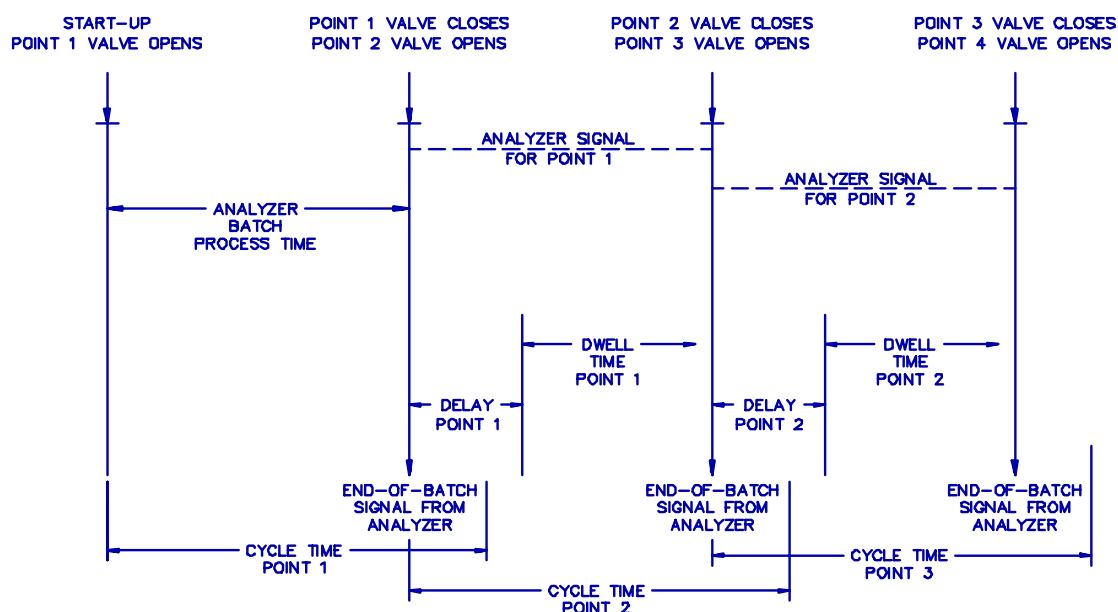 START-UP
POINT 1 VALVE OPENS
POINT 1 VALVE CLOSES
POINT 2 VALVE OPENS
POINT 2 VALVE CLOSES
POINT 3 VALVE OPENS
POINT 3 VALVE CLOSES
POINT 4 VALVE OPENS
ANALYZER SIGNAL
FOR POINT 1
ANALYZER SIGNAL
FOR POINT 2
ANALYZER
BATCH
PROCESS TIME
DWELL
TIME
POINT 1
DWELL
TIME
POINT 2
DELAY
POINT 1
DELAY
POINT 2
END-OF-BATCH
SIGNAL FROM
ANALYZER
END-OF-BATCH
SIGNAL FROM
ANALYZER
END-OF-BATCH
SIGNAL FROM
ANALYZER
CYCLE TIME
POINT 1
CYCLE TIME
POINT 3
CYCLE TIME
POINT 2